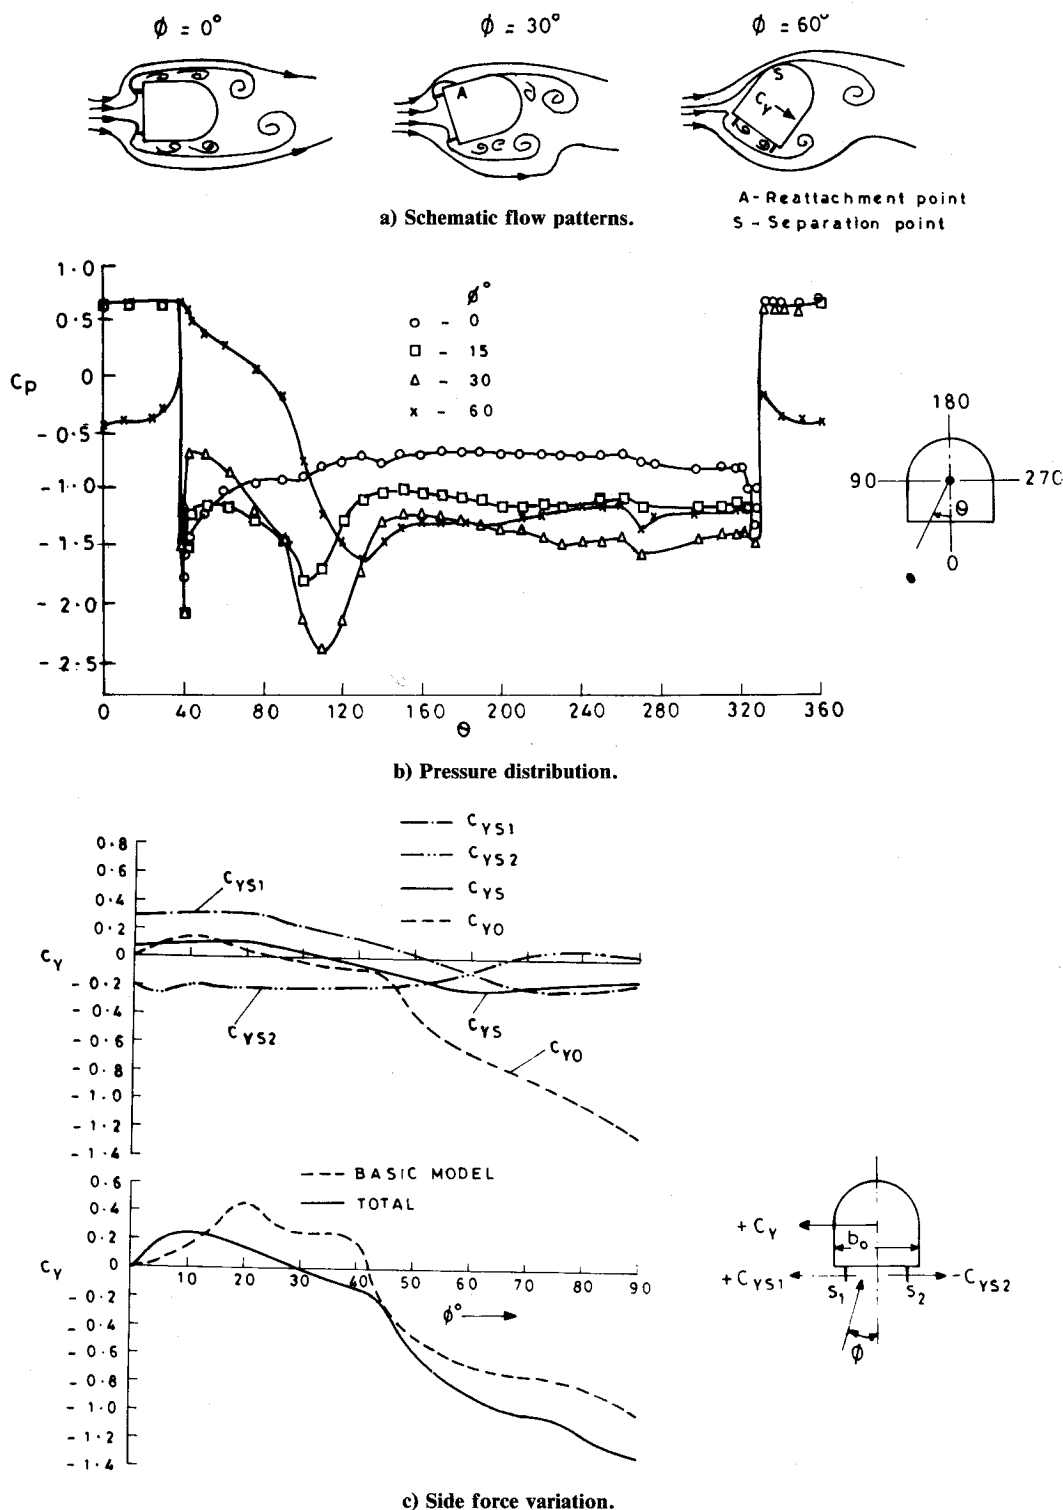 ϕ = 0°
ϕ = 30°
ϕ = 60°
A
S
C_Y
A- Reattachment point
S - Separation point
a) Schematic flow patterns.
1·0
0·5
0
-0·5
-1·0
-1·5
-2·0
-2·5
Cp
ϕ°
○ - 0
□ - 15
△ - 30
× - 60
0 40 80 120 160 200 240 280 320 360
θ
180
90
270
θ
0
b) Pressure distribution.
C_YS1
C_YS2
C_YS
C_YO
0·8
0·6
0·4
0·2
0
-0·2
-0·4
-0·6
-0·8
-1·0
-1·2
-1·4
C_Y
C_YS1
C_YS2
C_YS
C_YO
BASIC MODEL
TOTAL
0·6
0·4
0·2
0
-0·2
-0·4
-0·6
-0·8
-1·0
-1·2
-1·4
C_Y
10 20 30 40 50 60 70 80 90
ϕ°
+C_Y
b_o
+C_YS1
-C_YS2
S_1
S_2
ϕ
c) Side force variation.